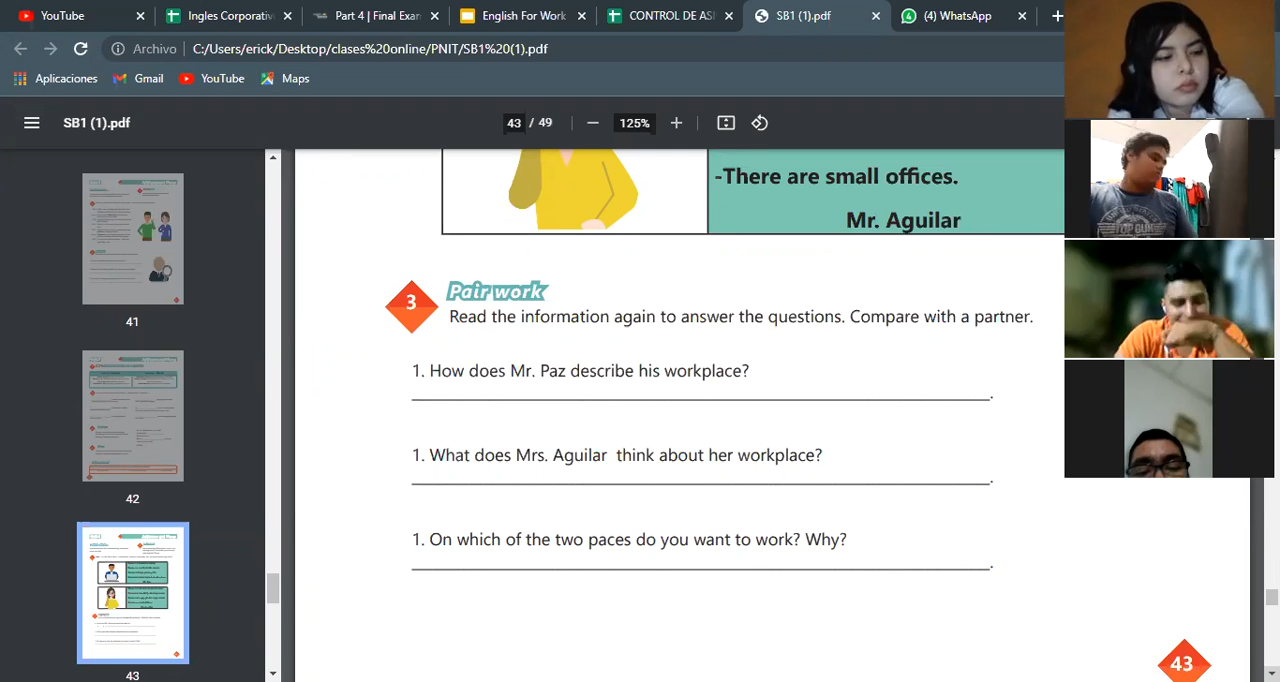 YouTube
Ingles Corporativ
Part 4 | Final Exar
English For Work
CONTROL DE ASI
SB1 (1).pdf
(4) WhatsApp
Archivo
C:/Users/erick/Desktop/clases%20online/PNIT/SB1%20(1).pdf
Aplicaciones
Gmail
YouTube
Maps
SB1 (1).pdf
43 / 49
125%
41
42
43
-There are small offices.
Mr. Aguilar
3
Pair work
Read the information again to answer the questions. Compare with a partner.
1. How does Mr. Paz describe his workplace?
1. What does Mrs. Aguilar think about her workplace?
1. On which of the two paces do you want to work? Why?
43
TOP GUN